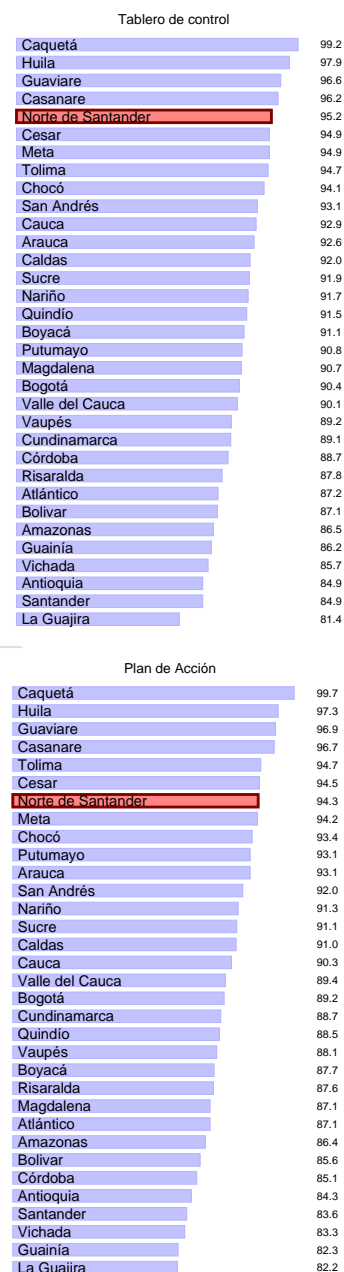 Tablero de control
Caquetá 99.2
Huila 97.9
Guaviare 96.6
Casanare 96.2
Norte de Santander 95.2
Cesar 94.9
Meta 94.9
Tolima 94.7
Chocó 94.1
San Andrés 93.1
Cauca 92.9
Arauca 92.6
Caldas 92.0
Sucre 91.9
Nariño 91.7
Quindío 91.5
Boyacá 91.1
Putumayo 90.8
Magdalena 90.7
Bogotá 90.4
Valle del Cauca 90.1
Vaupés 89.2
Cundinamarca 89.1
Córdoba 88.7
Risaralda 87.8
Atlántico 87.2
Bolivar 87.1
Amazonas 86.5
Guainía 86.2
Vichada 85.7
Antioquia 84.9
Santander 84.9
La Guajira 81.4
Plan de Acción
Caquetá 99.7
Huila 97.3
Guaviare 96.9
Casanare 96.7
Tolima 94.7
Cesar 94.5
Norte de Santander 94.3
Meta 94.2
Chocó 93.4
Putumayo 93.1
Arauca 93.1
San Andrés 92.0
Nariño 91.3
Sucre 91.1
Caldas 91.0
Cauca 90.3
Valle del Cauca 89.4
Bogotá 89.2
Cundinamarca 88.7
Quindío 88.5
Vaupés 88.1
Boyacá 87.7
Risaralda 87.6
Magdalena 87.1
Atlántico 87.1
Amazonas 86.4
Bolivar 85.6
Córdoba 85.1
Antioquia 84.3
Santander 83.6
Vichada 83.3
Guainía 82.3
La Guajira 82.2